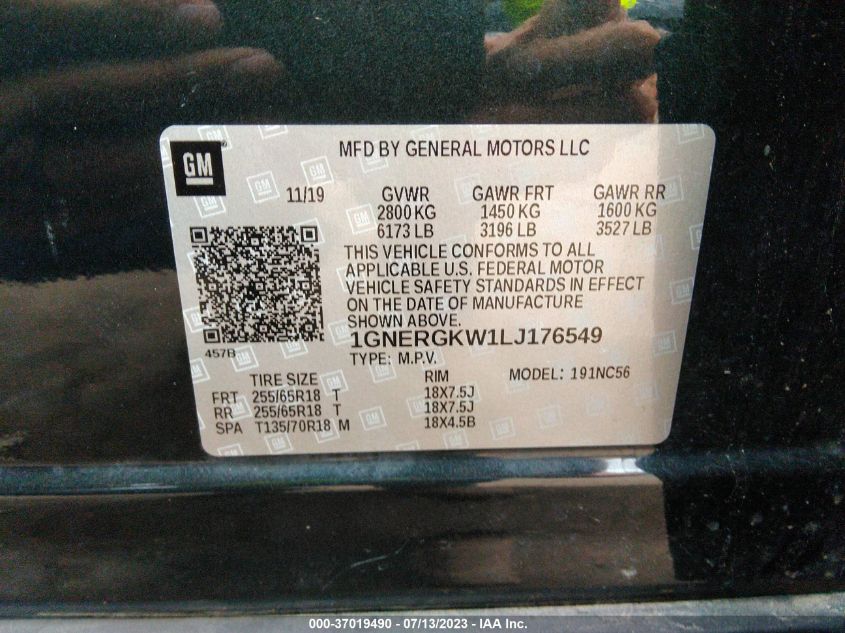 GM
MFD BY GENERAL MOTORS LLC
11/19 GVWR GAWR FRT GAWR RR
2800 KG 1450 KG 1600 KG
6173 LB 3196 LB 3527 LB
THIS VEHICLE CONFORMS TO ALL
APPLICABLE U.S. FEDERAL MOTOR
VEHICLE SAFETY STANDARDS IN EFFECT
ON THE DATE OF MANUFACTURE
SHOWN ABOVE.
457B
1GNERGKW1LJ176549
TYPE: M.P.V.
MODEL: 191NC56
TIRE SIZE RIM
FRT 255/65R18 T 18X7.5J
RR 255/65R18 T 18X7.5J
SPA T135/70R18 M 18X4.5B
000-37019490 - 07/13/2023 - IAA Inc.